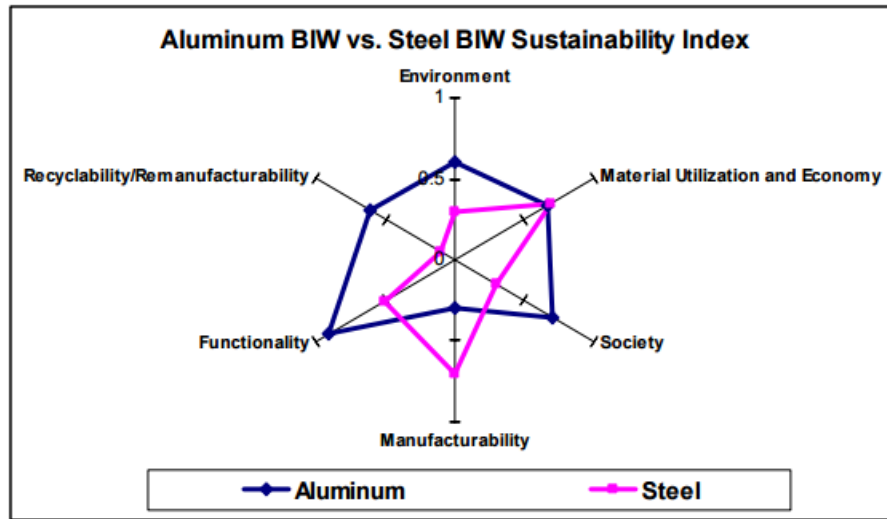 Aluminum BIW vs. Steel BIW Sustainability Index
Environment
1
Recyclability/Remanufacturability
0.5
Material Utilization and Economy
0
Functionality
Society
Manufacturability
Aluminum
Steel